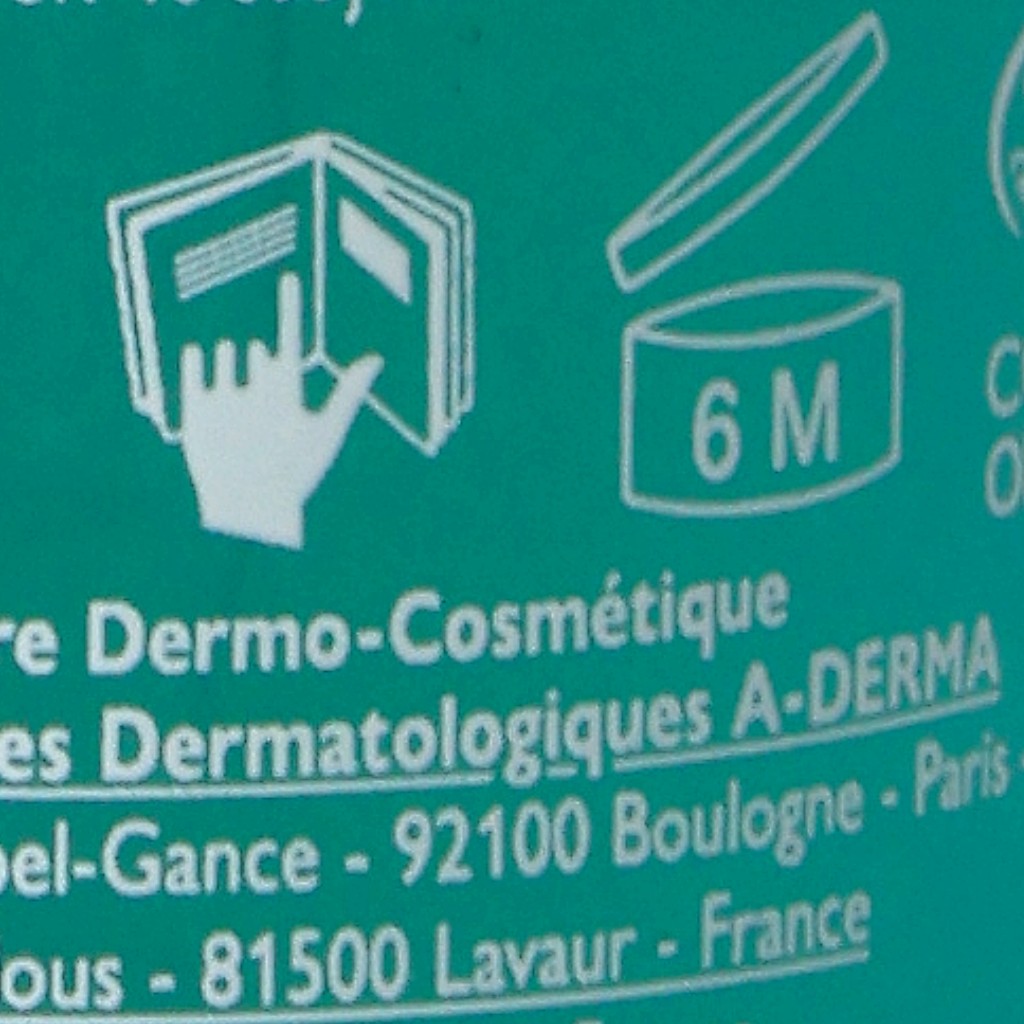 6 M
re Dermo-Cosmétique
es Dermatologiques A-DERMA
bel-Gance - 92100 Boulogne - Paris -
ous - 81500 Lavaur - France